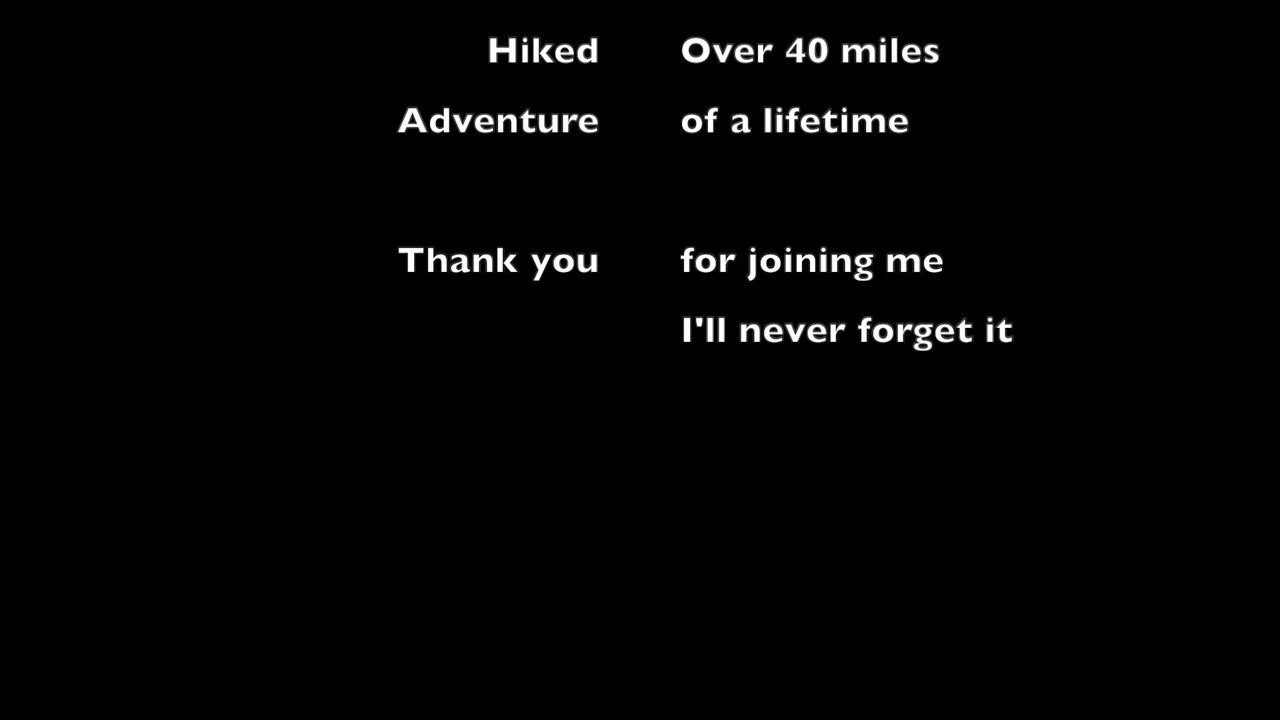 Hiked Over 40 miles
Adventure of a lifetime
Thank you for joining me
I'll never forget it